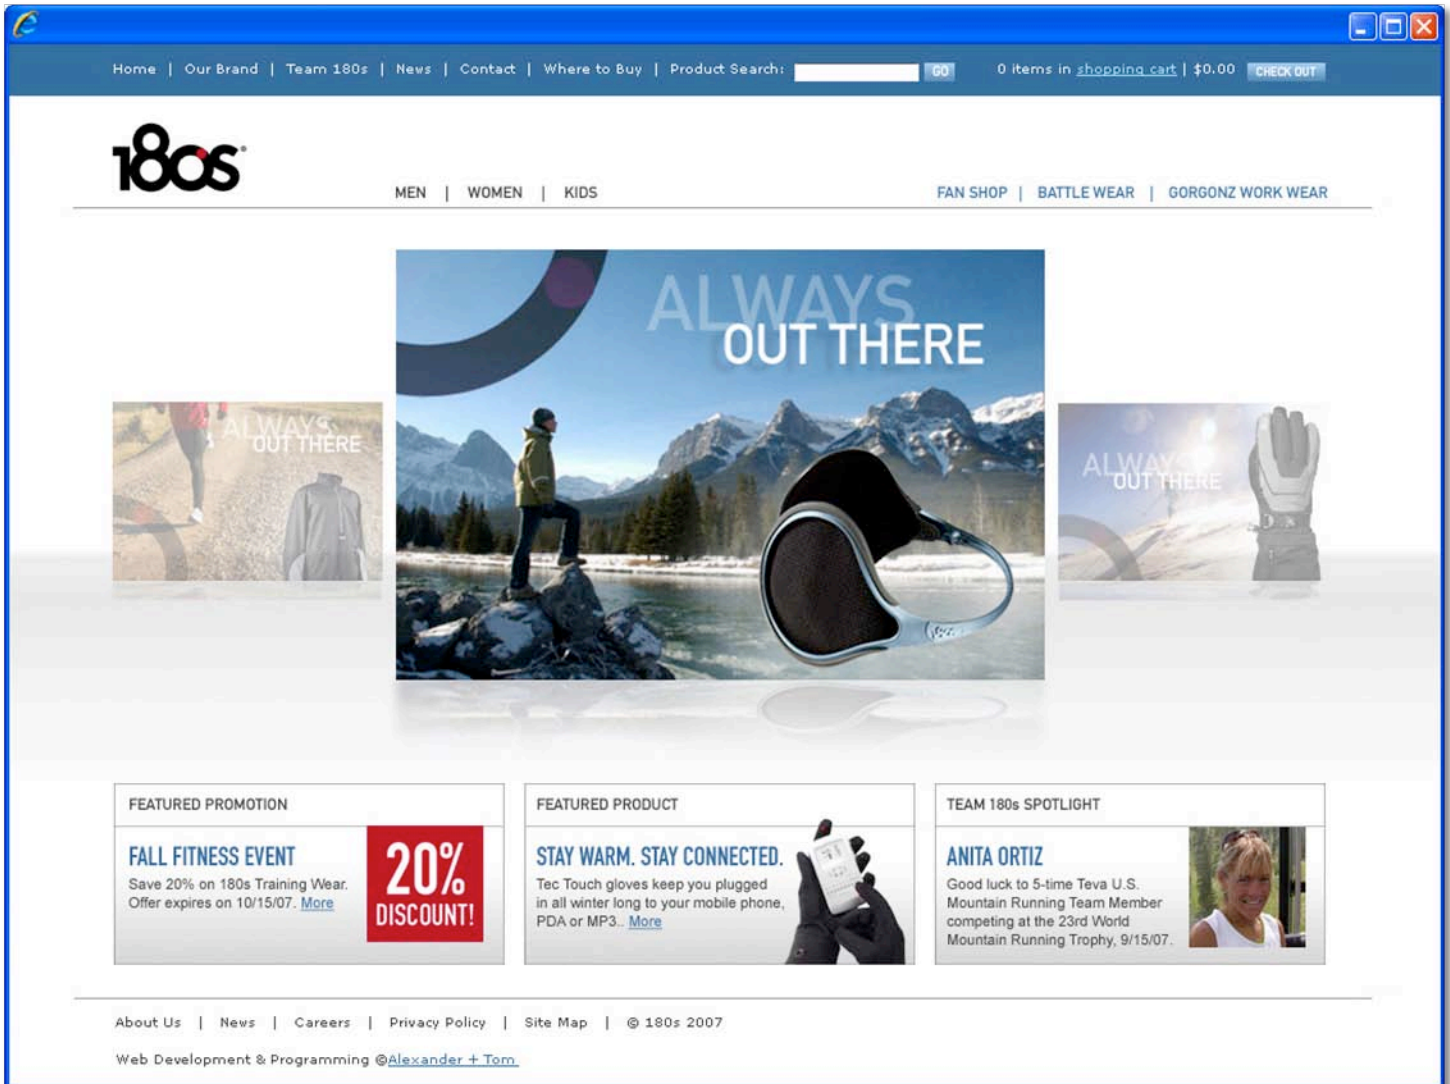 Home | Our Brand | Team 180s | News | Contact | Where to Buy | Product Search: GO 0 items in shopping cart | $0.00 CHECK OUT
180s
MEN | WOMEN | KIDS
FAN SHOP | BATTLE WEAR | GORGONZ WORK WEAR
ALWAYS
OUT THERE
ALWAYS
OUT THERE
ALWAYS
OUT THERE
180s
FEATURED PROMOTION
FALL FITNESS EVENT
Save 20% on 180s Training Wear.
Offer expires on 10/15/07. More
20%
DISCOUNT!
FEATURED PRODUCT
STAY WARM. STAY CONNECTED.
Tec Touch gloves keep you plugged
in all winter long to your mobile phone,
PDA or MP3.. More
TEAM 180s SPOTLIGHT
ANITA ORTIZ
Good luck to 5-time Teva U.S.
Mountain Running Team Member
competing at the 23rd World
Mountain Running Trophy, 9/15/07.
About Us | News | Careers | Privacy Policy | Site Map | © 180s 2007
Web Development & Programming @Alexander + Tom